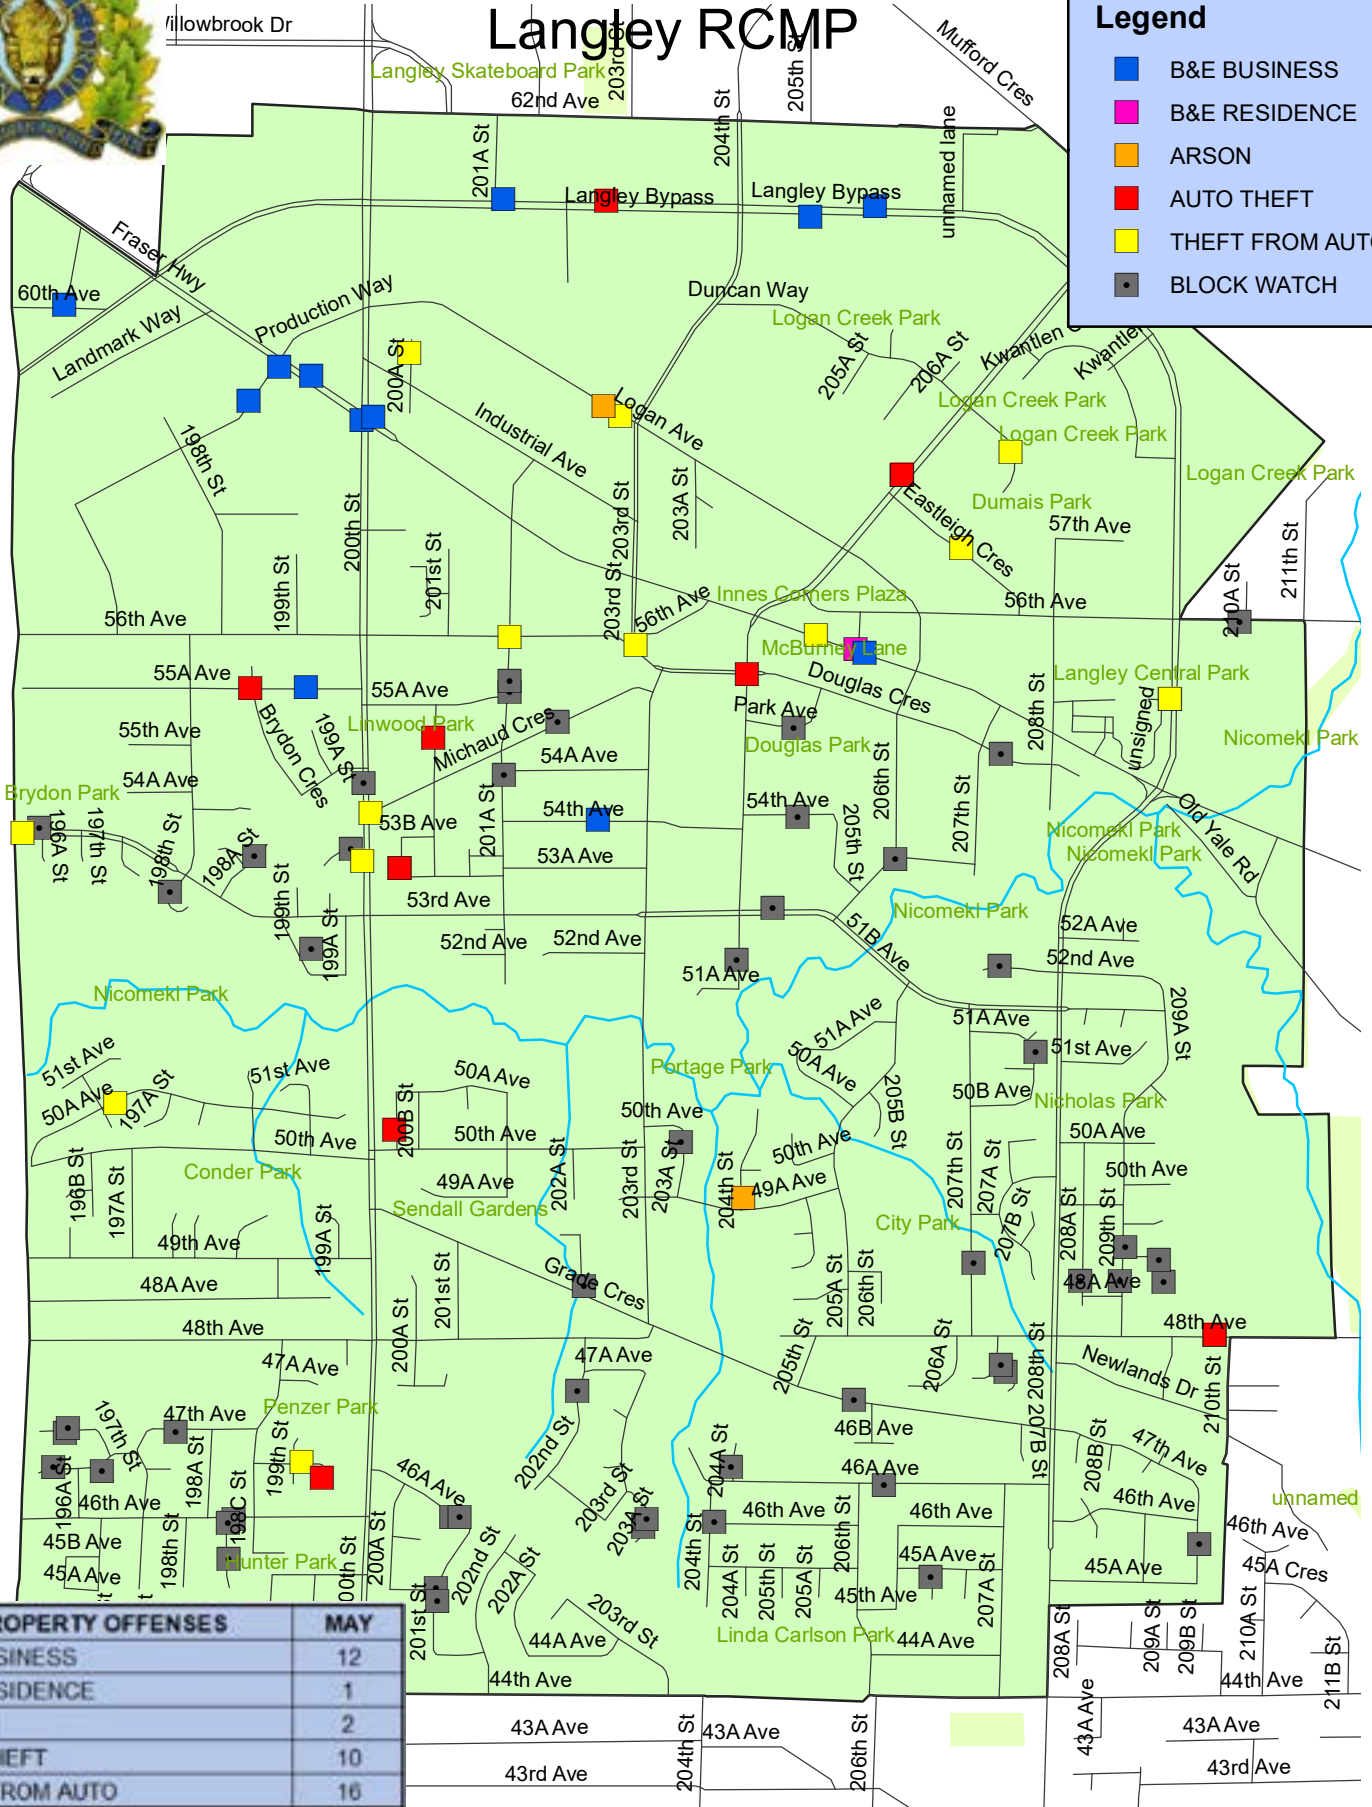 Langley RCMP
Willowbrook Dr
Langley Skateboard Park
203rd St
62nd Ave
205th St
204th St
Mufford Cres
unnamed lane
Legend
B&E BUSINESS
B&E RESIDENCE
ARSON
AUTO THEFT
THEFT FROM AUTO
BLOCK WATCH
201A St
Langley Bypass
Langley Bypass
Fraser Hwy
60th Ave
Landmark Way
Production Way
Duncan Way
Logan Creek Park
205A St
206A St
Kwantlen
Kwantlen
200A St
Industrial Ave
Logan Ave
Logan Creek Park
Logan Creek Park
Logan Creek Park
198th St
200th St
203rd St
203A St
Eastleigh Cres
Dumais Park
57th Ave
211th St
210A St
199th St
201st St
203rd St
56th Ave
Innes Corners Plaza
56th Ave
56th Ave
McBurney Lane
Douglas Cres
Langley Central Park
55A Ave
55A Ave
Brydon Cres
199A St
Linwood Park
Michaud Cres
Park Ave
Douglas Park
208th St
unsigned
Nicomekl Park
55th Ave
54A Ave
54A Ave
206th St
207th St
Brydon Park
196A St
197th St
198th St
198A St
53B Ave
201A St
54th Ave
54th Ave
205th St
Nicomekl Park
Nicomekl Park
Old Yale Rd
53A Ave
199th St
199A St
53rd Ave
52nd Ave
52nd Ave
51A Ave
51B Ave
Nicomekl Park
52A Ave
52nd Ave
Nicomekl Park
209A St
51st Ave
50A Ave
197A St
51st Ave
50th Ave
200B St
50A Ave
50th Ave
Portage Park
50th Ave
51A Ave
50A Ave
205B St
51A Ave
51st Ave
50B Ave
Nicholas Park
50A Ave
50th Ave
196B St
197A St
Conder Park
49A Ave
Sendall Gardens
202A St
203rd St
203A St
204th St
50th Ave
49A Ave
City Park
207th St
207A St
207B St
208A St
209th St
49th Ave
199A St
48A Ave
Grade Cres
205A St
206th St
48A Ave
48th Ave
200A St
201st St
48th Ave
47A Ave
47A Ave
205th St
206A St
208th St
Newlands Dr
210th St
Penzer Park
197th St
47th Ave
198A St
199th St
198C St
196A St
46th Ave
45B Ave
45A Ave
198th St
Hunter Park
200A St
46A Ave
202nd St
203rd St
203A St
204A St
46B Ave
46A Ave
207B St
208B St
47th Ave
46th Ave
46th Ave
46th Ave
unnamed
46th Ave
45A Cres
204th St
206th St
45A Ave
45A Ave
45th Ave
204A St
205th St
205A St
207A St
201st St
202nd St
202A St
203rd St
44A Ave
44th Ave
Linda Carlson Park
44A Ave
208A St
209A St
209B St
210A St
44th Ave
211B St
PROPERTY OFFENSES MAY
BUSINESS 12
RESIDENCE 1
2
THEFT 10
FROM AUTO 16
43A Ave
43rd Ave
204th St
43A Ave
206th St
43A Ave
43A Ave
43rd Ave